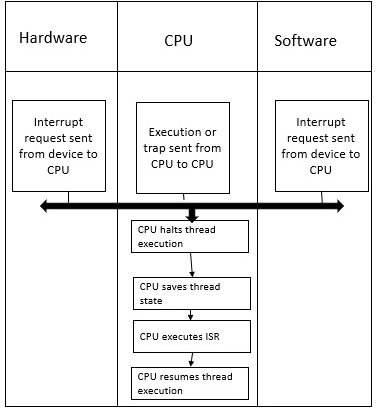 Hardware
CPU
Software
Interrupt
request sent
from device to
CPU
Execution or
trap sent from
CPU to CPU
Interrupt
request sent
from device to
CPU
CPU halts thread
execution
CPU saves thread
state
CPU executes ISR
CPU resumes thread
execution